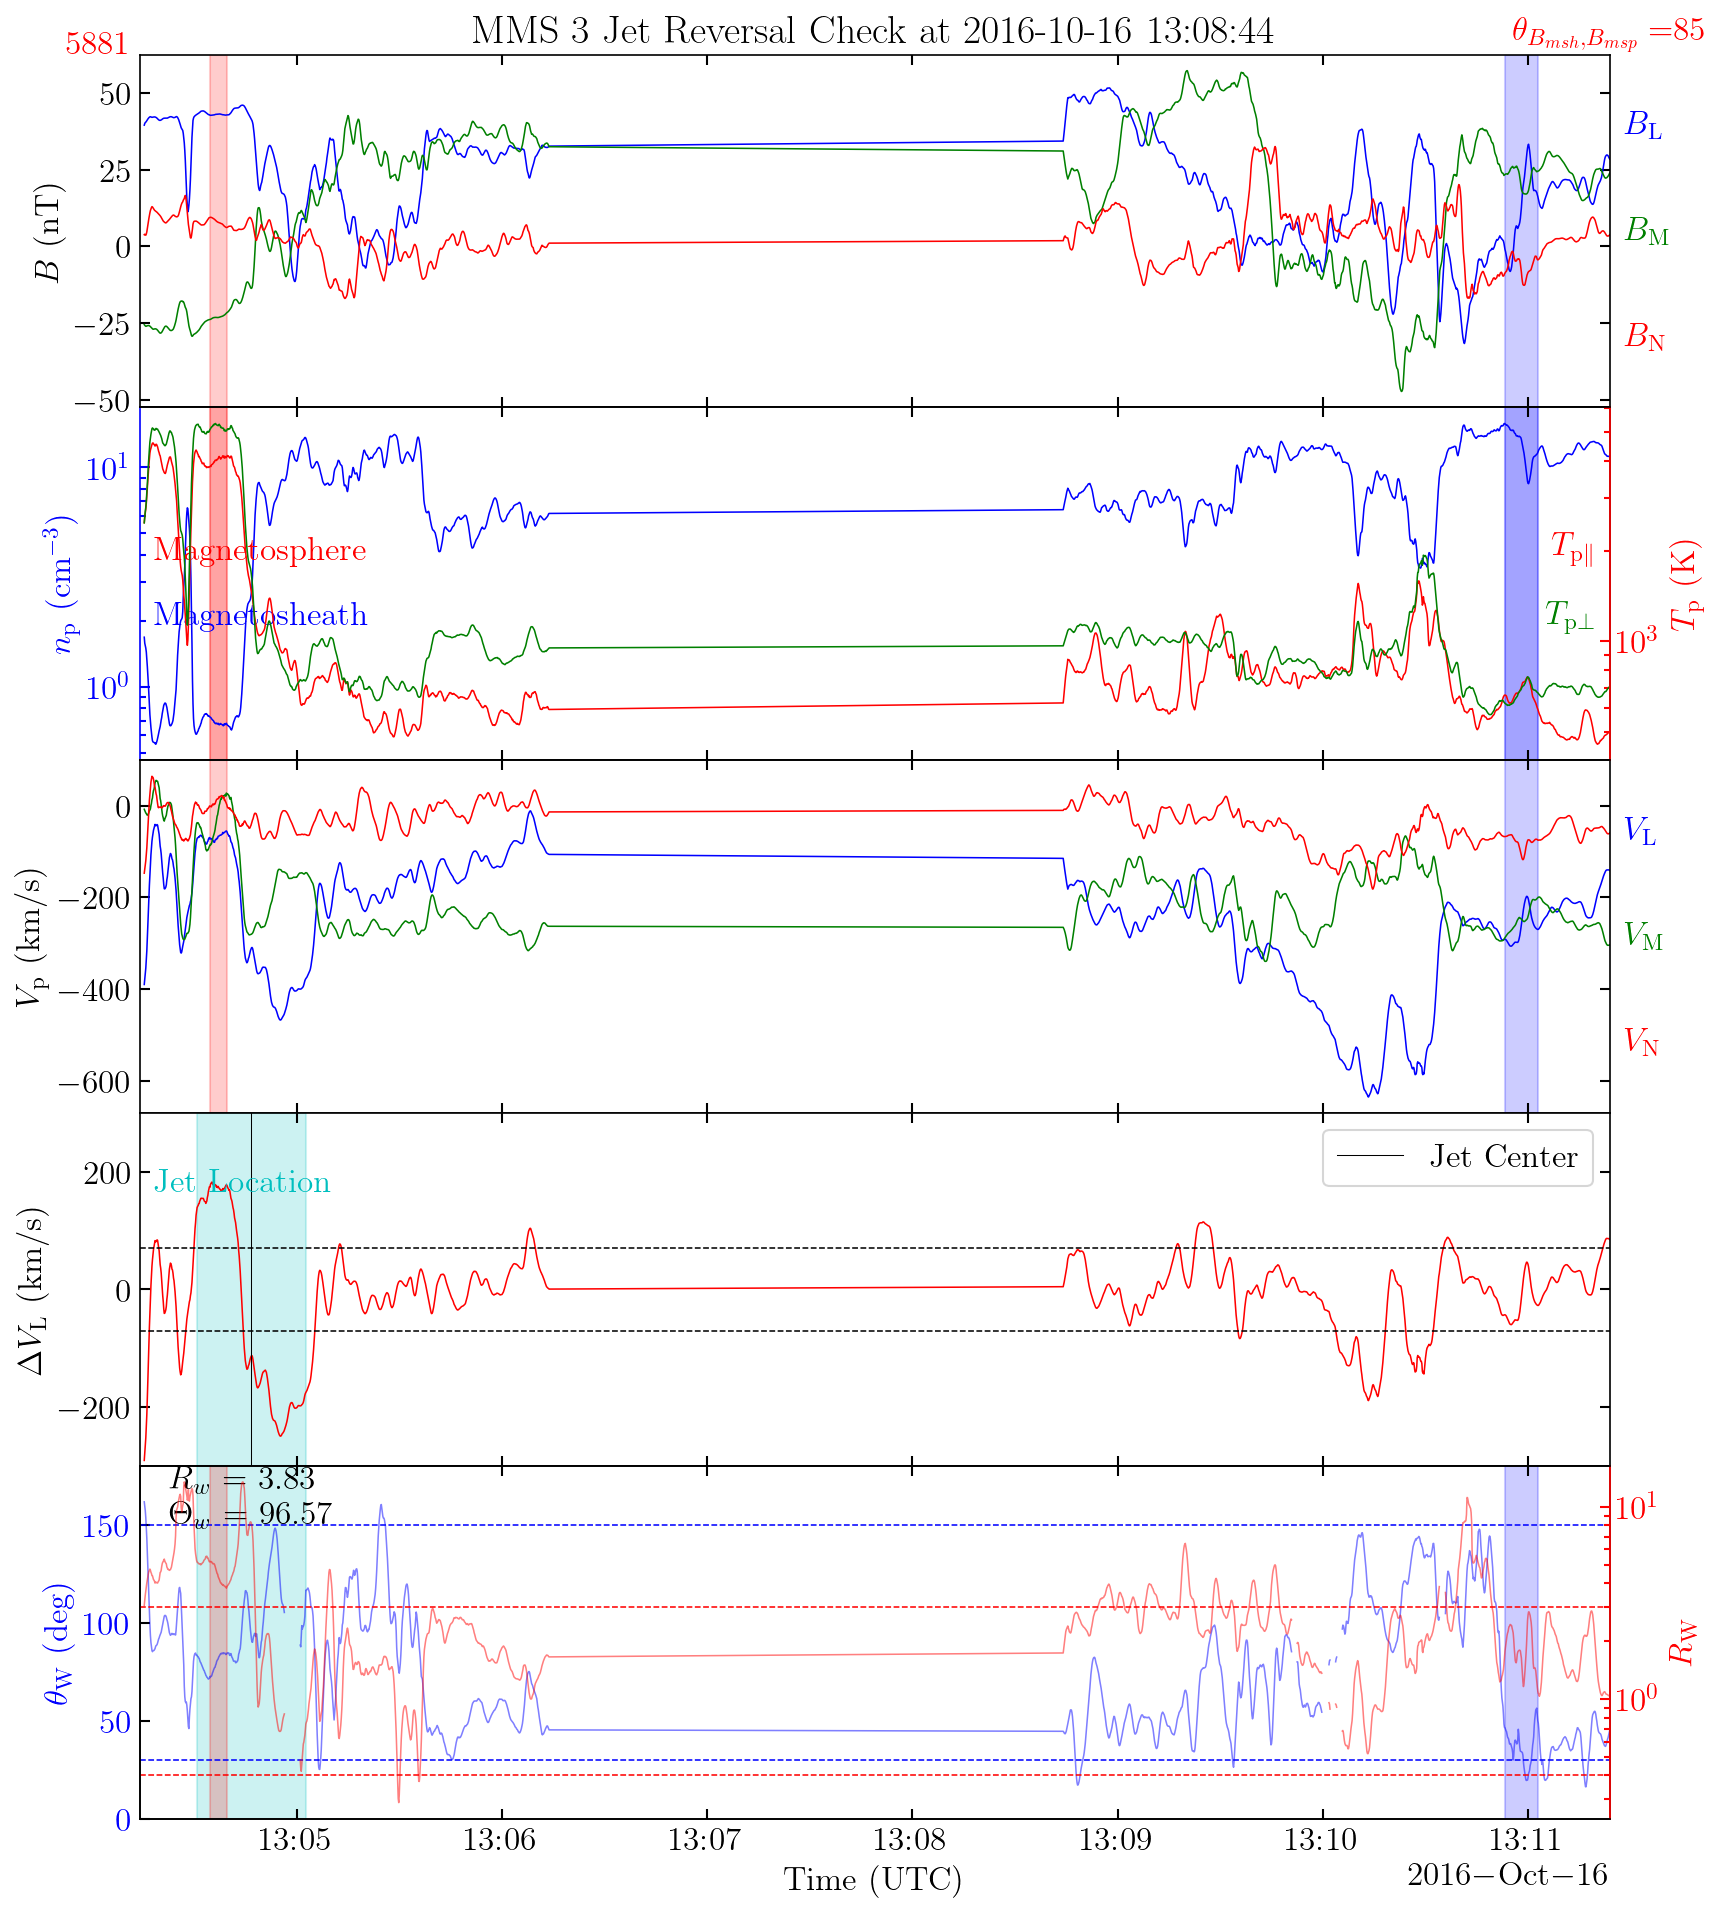 MMS 3 Jet Reversal Check at 2016-10-16 13:08:44
5881
θ_{B_{msh},B_{msp}} =85
50
25
0
−25
−50
B (nT)
B_L
B_M
B_N
10^1
10^0
n_p (cm^{−3})
Magnetosphere
Magnetosheath
T_{p∥}
T_{p⊥}
10^3
T_p (K)
0
−200
−400
−600
V_p (km/s)
V_L
V_M
V_N
200
0
−200
ΔV_L (km/s)
Jet Location
Jet Center
R_w = 3.83
Θ_w = 96.57
150
100
50
0
θ_W (deg)
10^1
10^0
R_W
13:05 13:06 13:07 13:08 13:09 13:10 13:11
Time (UTC)
2016−Oct−16